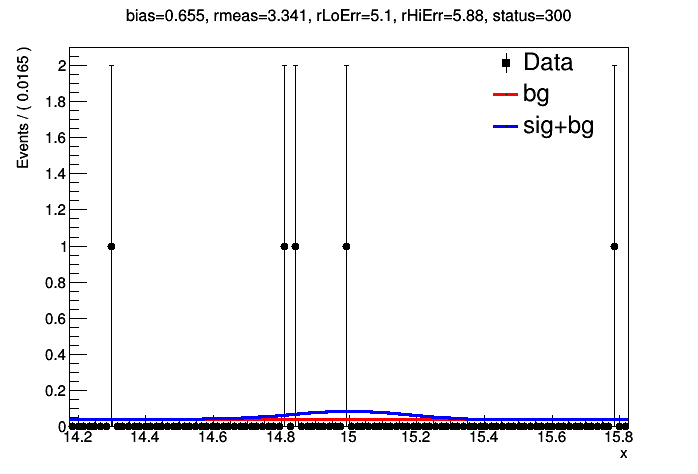 bias=0.655, rmeas=3.341, rLoErr=5.1, rHiErr=5.88, status=300
Events / ( 0.0165 )
2
1.8
1.6
1.4
1.2
1
0.8
0.6
0.4
0.2
0
Data
bg
sig+bg
14.2 14.4 14.6 14.8 15 15.2 15.4 15.6 15.8
x